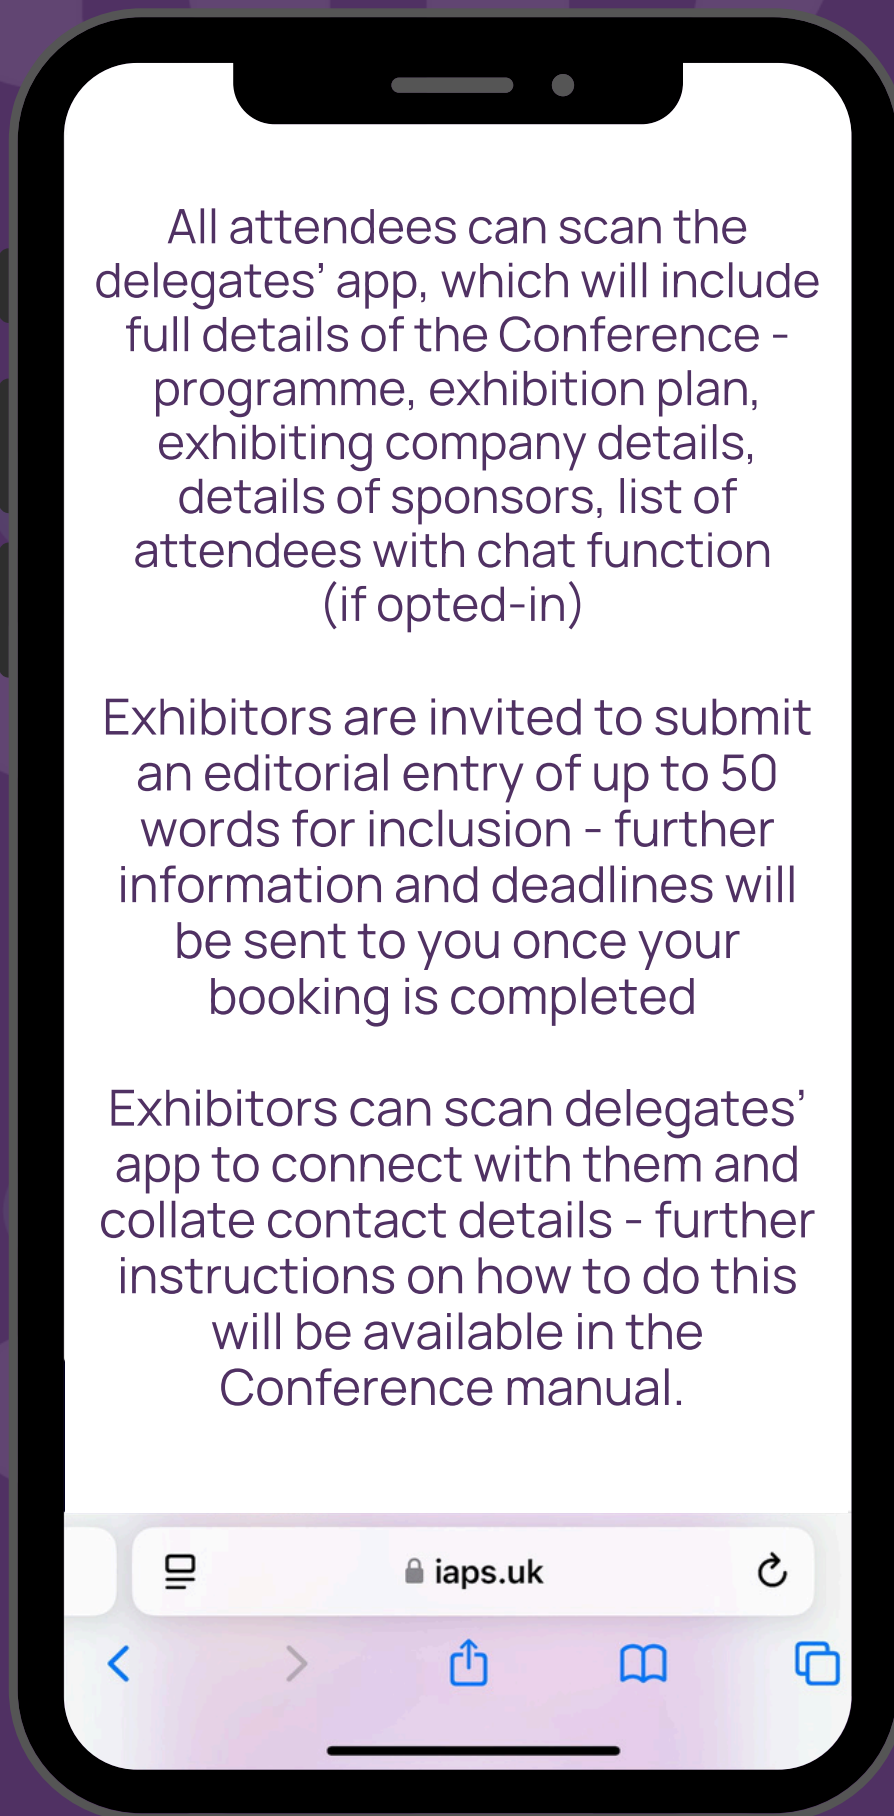 All attendees can scan the
delegates’ app, which will include
full details of the Conference -
programme, exhibition plan,
exhibiting company details,
details of sponsors, list of
attendees with chat function
(if opted-in)
Exhibitors are invited to submit
an editorial entry of up to 50
words for inclusion - further
information and deadlines will
be sent to you once your
booking is completed
Exhibitors can scan delegates’
app to connect with them and
collate contact details - further
instructions on how to do this
will be available in the
Conference manual.
iaps.uk